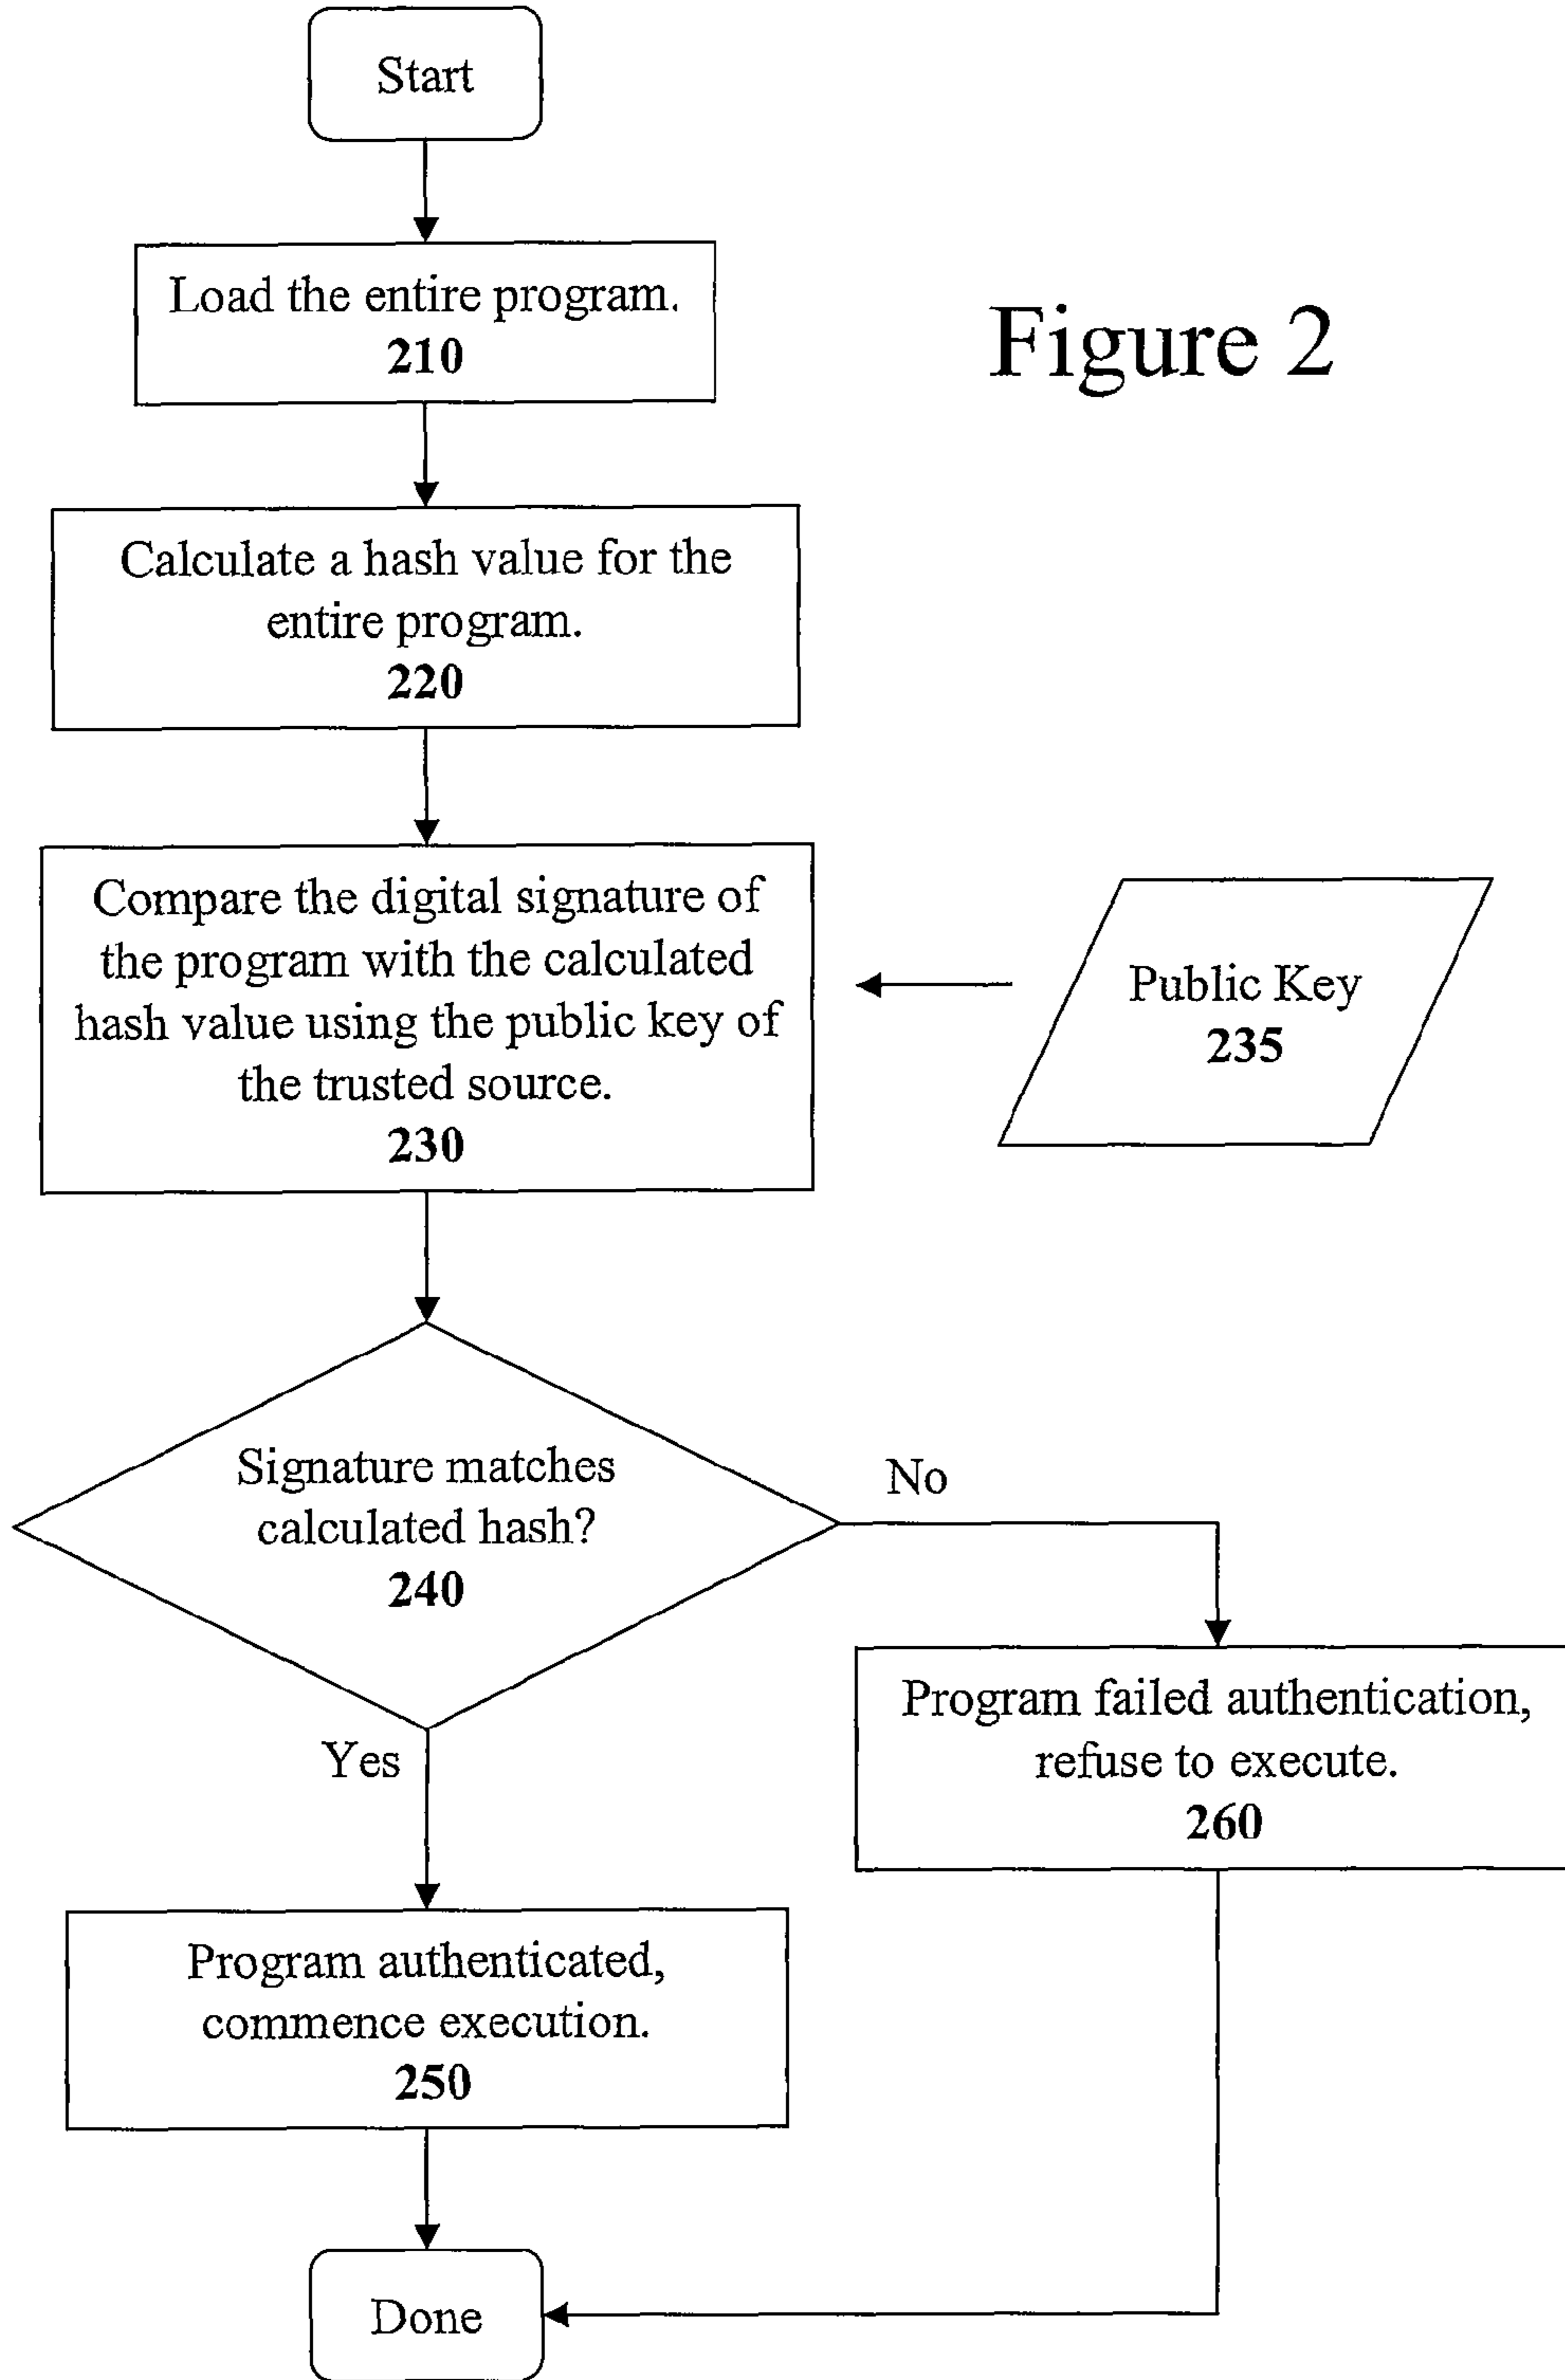 Start
Load the entire program.
210
Figure 2
Calculate a hash value for the
entire program.
220
Compare the digital signature of
the program with the calculated
hash value using the public key of
the trusted source.
230
Public Key
235
Signature matches
calculated hash?
240
No
Yes
Program failed authentication,
refuse to execute.
260
Program authenticated,
commence execution.
250
Done